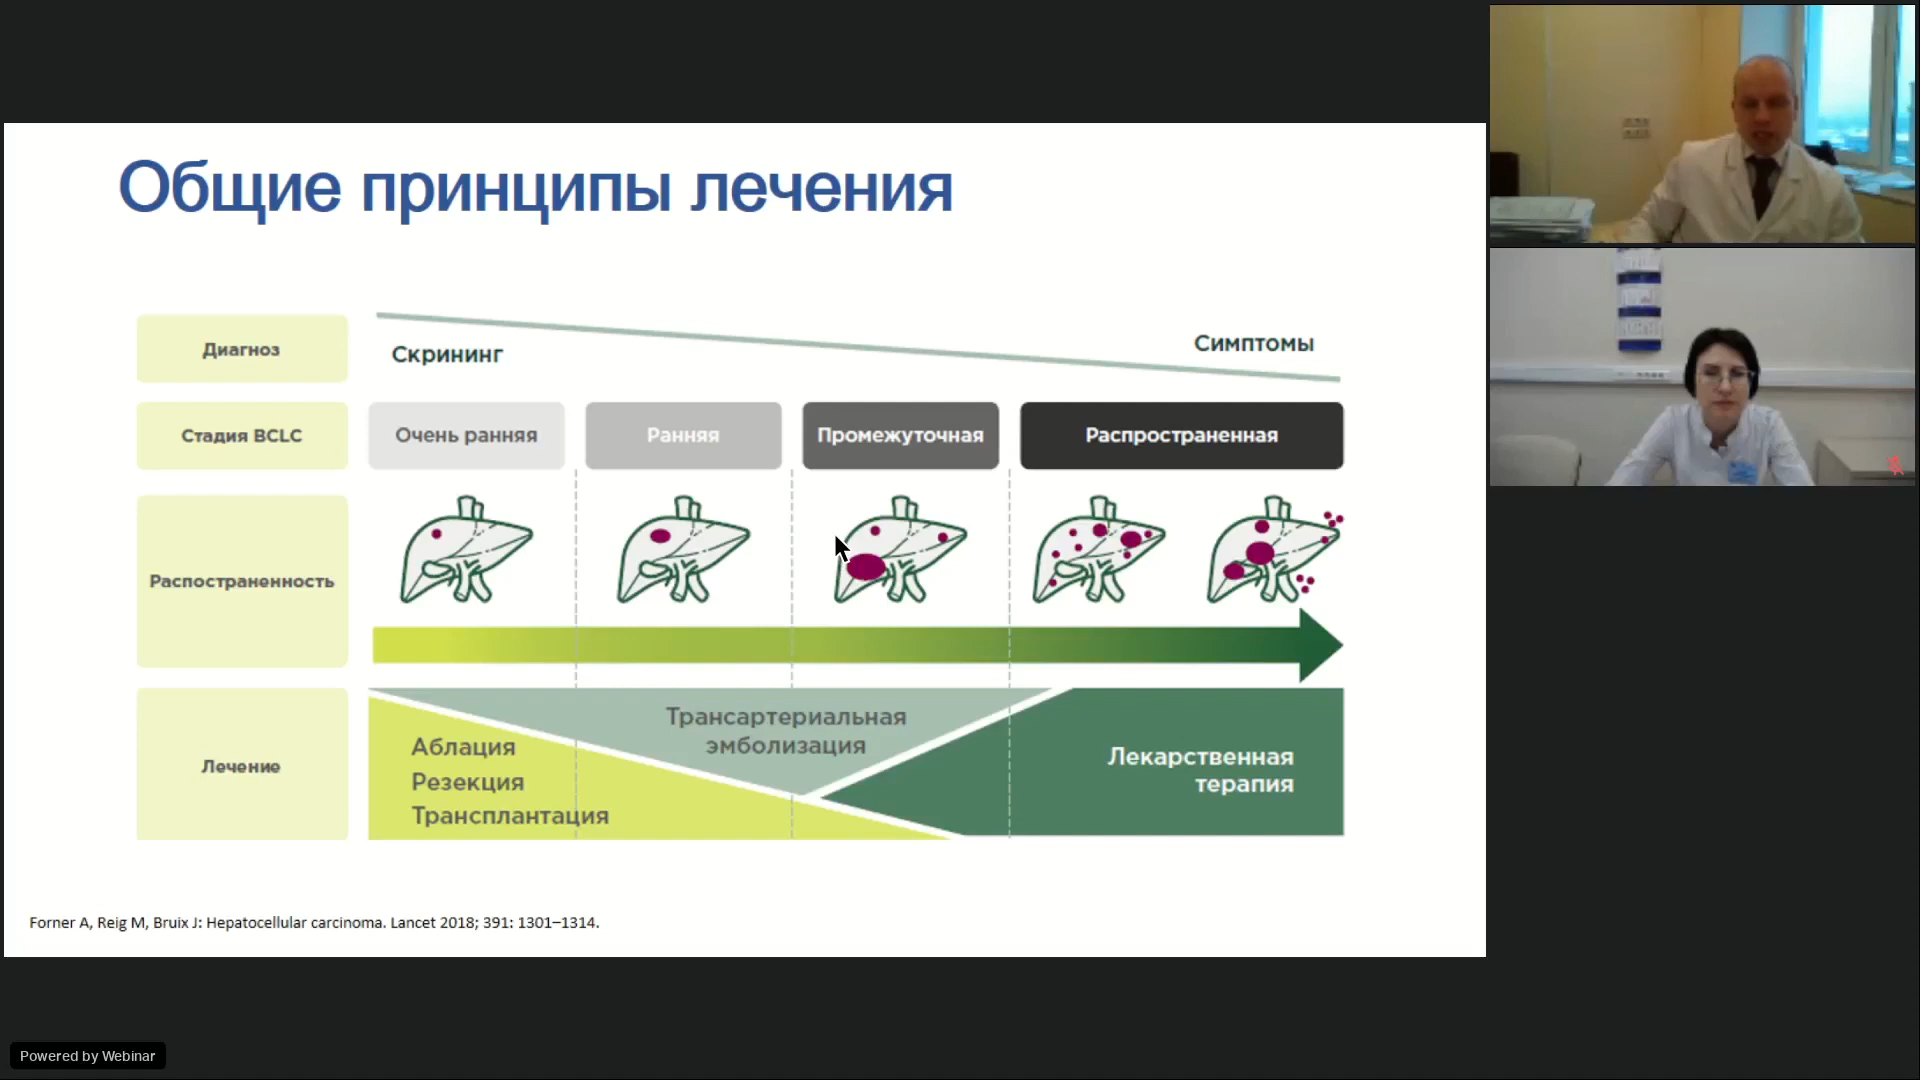 Общие принципы лечения
Диагноз
Скрининг
Симптомы
Стадия BCLC
Очень ранняя
Ранняя
Промежуточная
Распространенная
Распостраненность
Лечение
Аблация
Резекция
Трансплантация
Трансартериальная
эмболизация
Лекарственная
терапия
Forner A, Reig M, Bruix J: Hepatocellular carcinoma. Lancet 2018; 391: 1301–1314.
Powered by Webinar